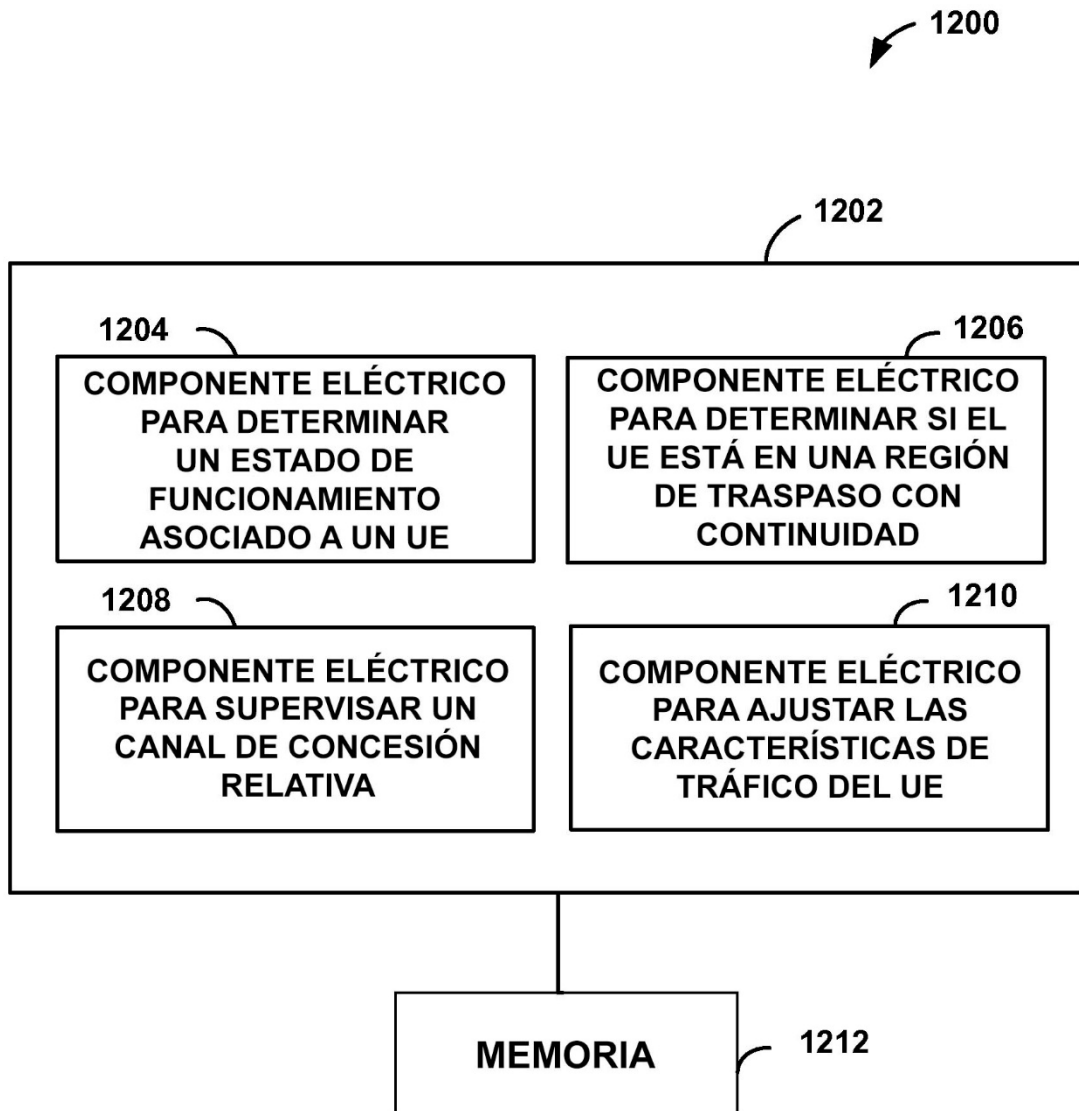 1200
1202
1204
COMPONENTE ELÉCTRICO
PARA DETERMINAR
UN ESTADO DE
FUNCIONAMIENTO
ASOCIADO A UN UE
1206
COMPONENTE ELÉCTRICO
PARA DETERMINAR SI EL
UE ESTÁ EN UNA REGIÓN
DE TRASPASO CON
CONTINUIDAD
1208
COMPONENTE ELÉCTRICO
PARA SUPERVISAR UN
CANAL DE CONCESIÓN
RELATIVA
1210
COMPONENTE ELÉCTRICO
PARA AJUSTAR LAS
CARACTERÍSTICAS DE
TRÁFICO DEL UE
MEMORIA
1212